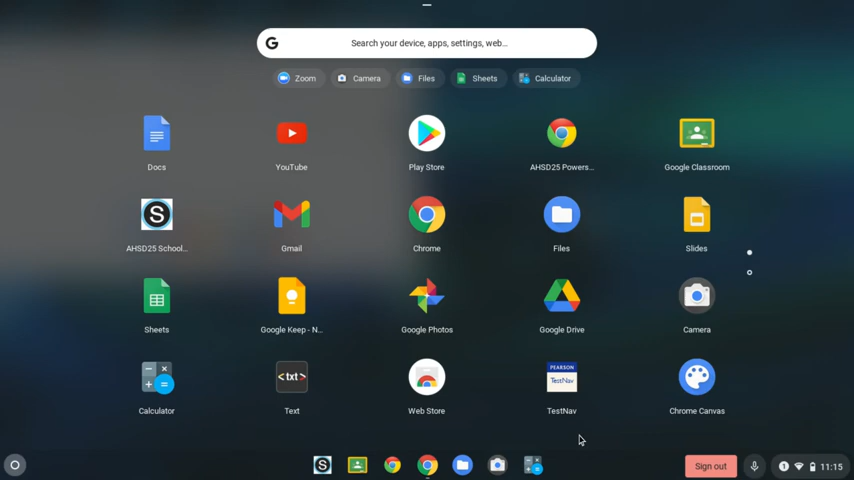 G Search your device, apps, settings, web...
Zoom Camera Files Sheets Calculator
Docs YouTube Play Store AHSD25 Powers... Google Classroom
S
AHSD25 School... Gmail Chrome Files Slides
Sheets Google Keep - N... Google Photos Google Drive Camera
<txt> PEARSON
TestNav
Calculator Text Web Store TestNav Chrome Canvas
S Sign out 1 11:15